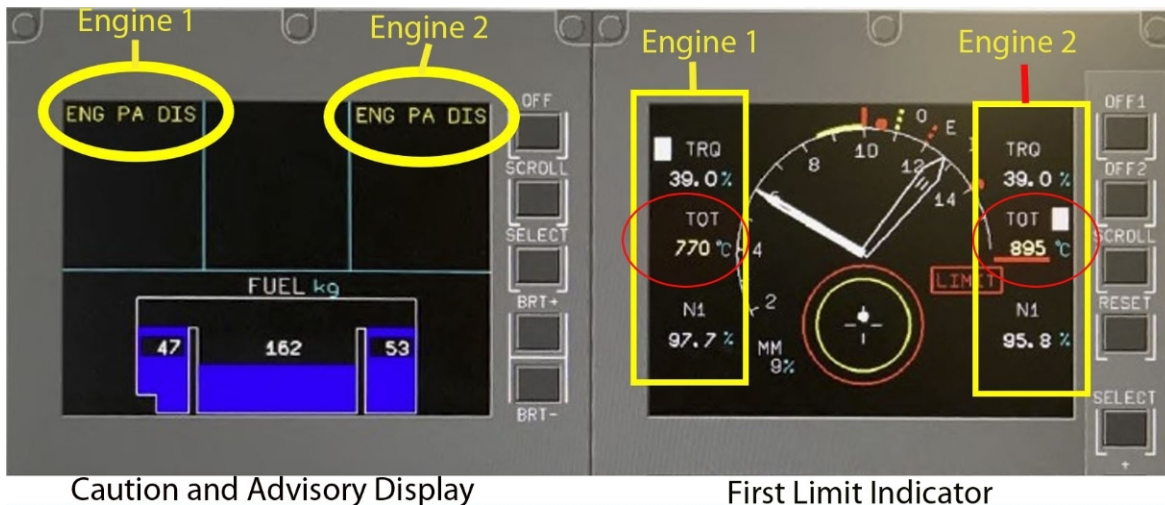 Engine 1
Engine 2
ENG PA DIS
ENG PA DIS
OFF
SCROLL
SELECT
BRT+
BRT-
FUEL kg
47
162
53
Caution and Advisory Display
Engine 1
Engine 2
TRQ
39.0 %
TOT
770 °C
N1
97.7 %
2
4
6
8
10
12
14
O
E
I
LIMIT
MM
9%
TRQ
39.0 %
TOT
895 °C
N1
95.8 %
OFF1
OFF2
SCROLL
RESET
SELECT
+
First Limit Indicator